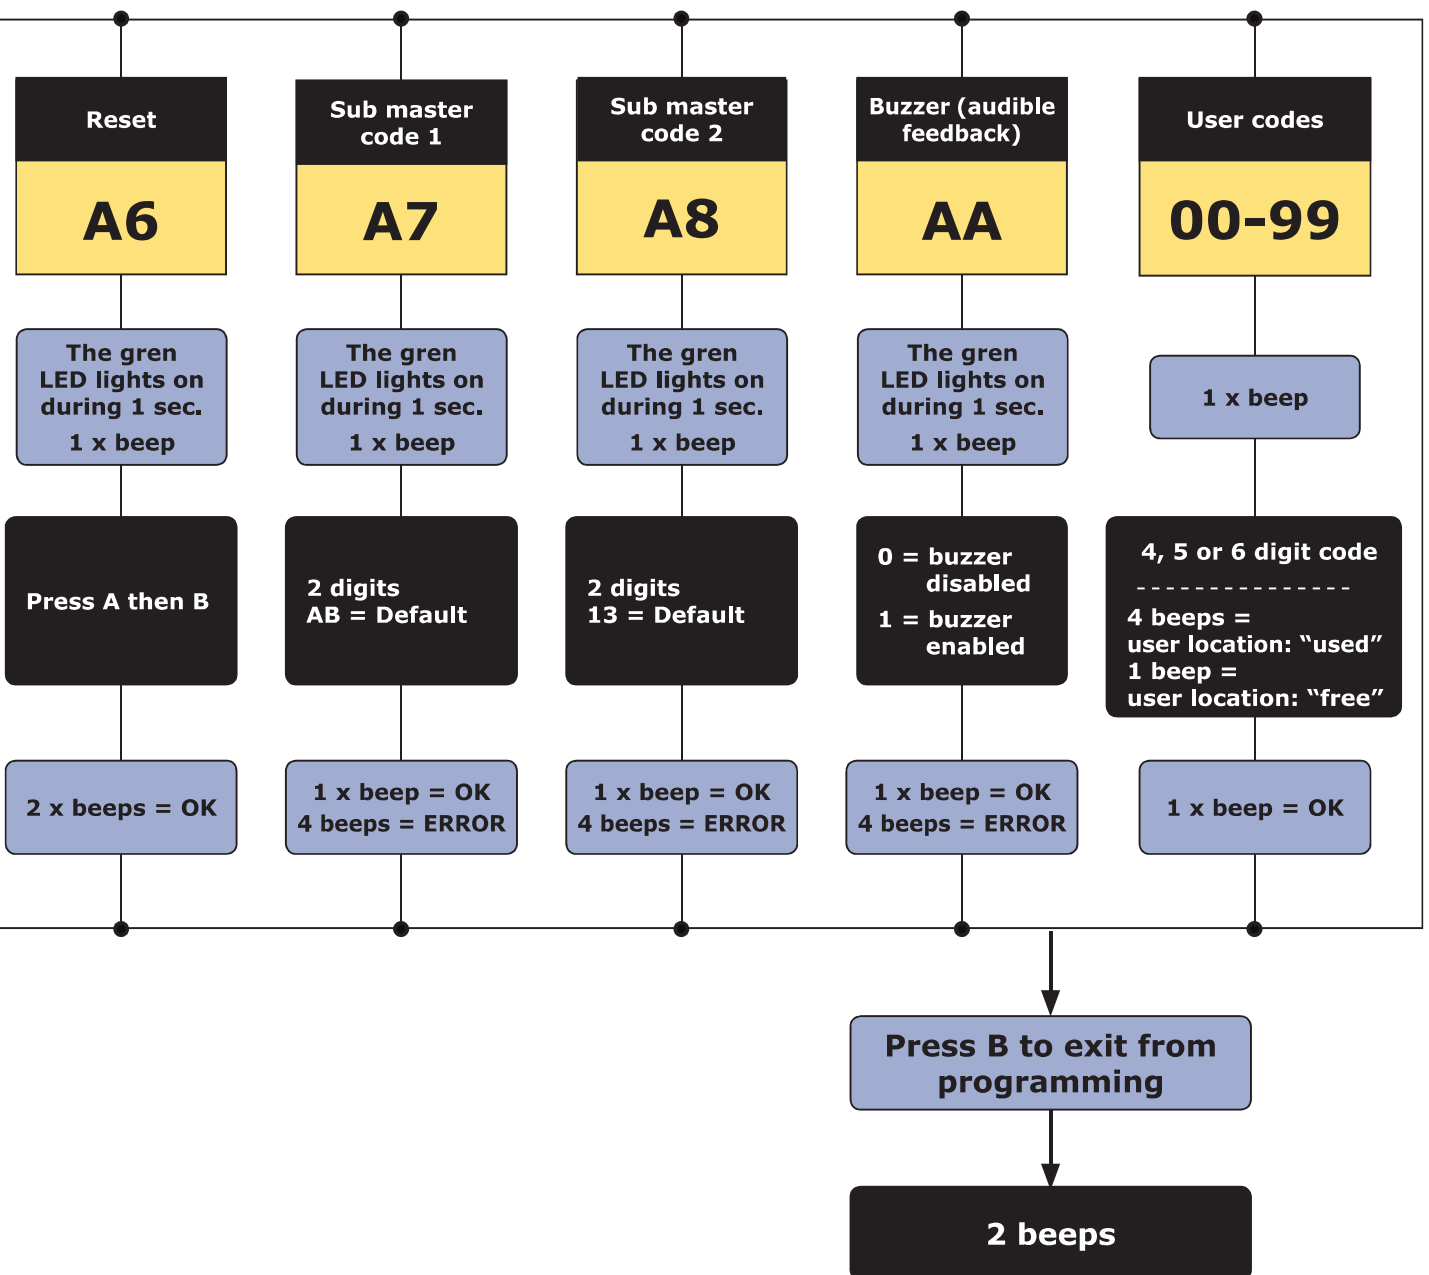 Reset
A6
The gren
LED lights on
during 1 sec.
1 x beep
Press A then B
2 x beeps = OK
Sub master
code 1
A7
The gren
LED lights on
during 1 sec.
1 x beep
2 digits
AB = Default
1 x beep = OK
4 beeps = ERROR
Sub master
code 2
A8
The gren
LED lights on
during 1 sec.
1 x beep
2 digits
13 = Default
1 x beep = OK
4 beeps = ERROR
Buzzer (audible
feedback)
AA
The gren
LED lights on
during 1 sec.
1 x beep
0 = buzzer
disabled
1 = buzzer
enabled
1 x beep = OK
4 beeps = ERROR
User codes
00-99
1 x beep
4, 5 or 6 digit code
---------------
4 beeps =
user location: “used”
1 beep =
user location: “free”
1 x beep = OK
Press B to exit from
programming
2 beeps